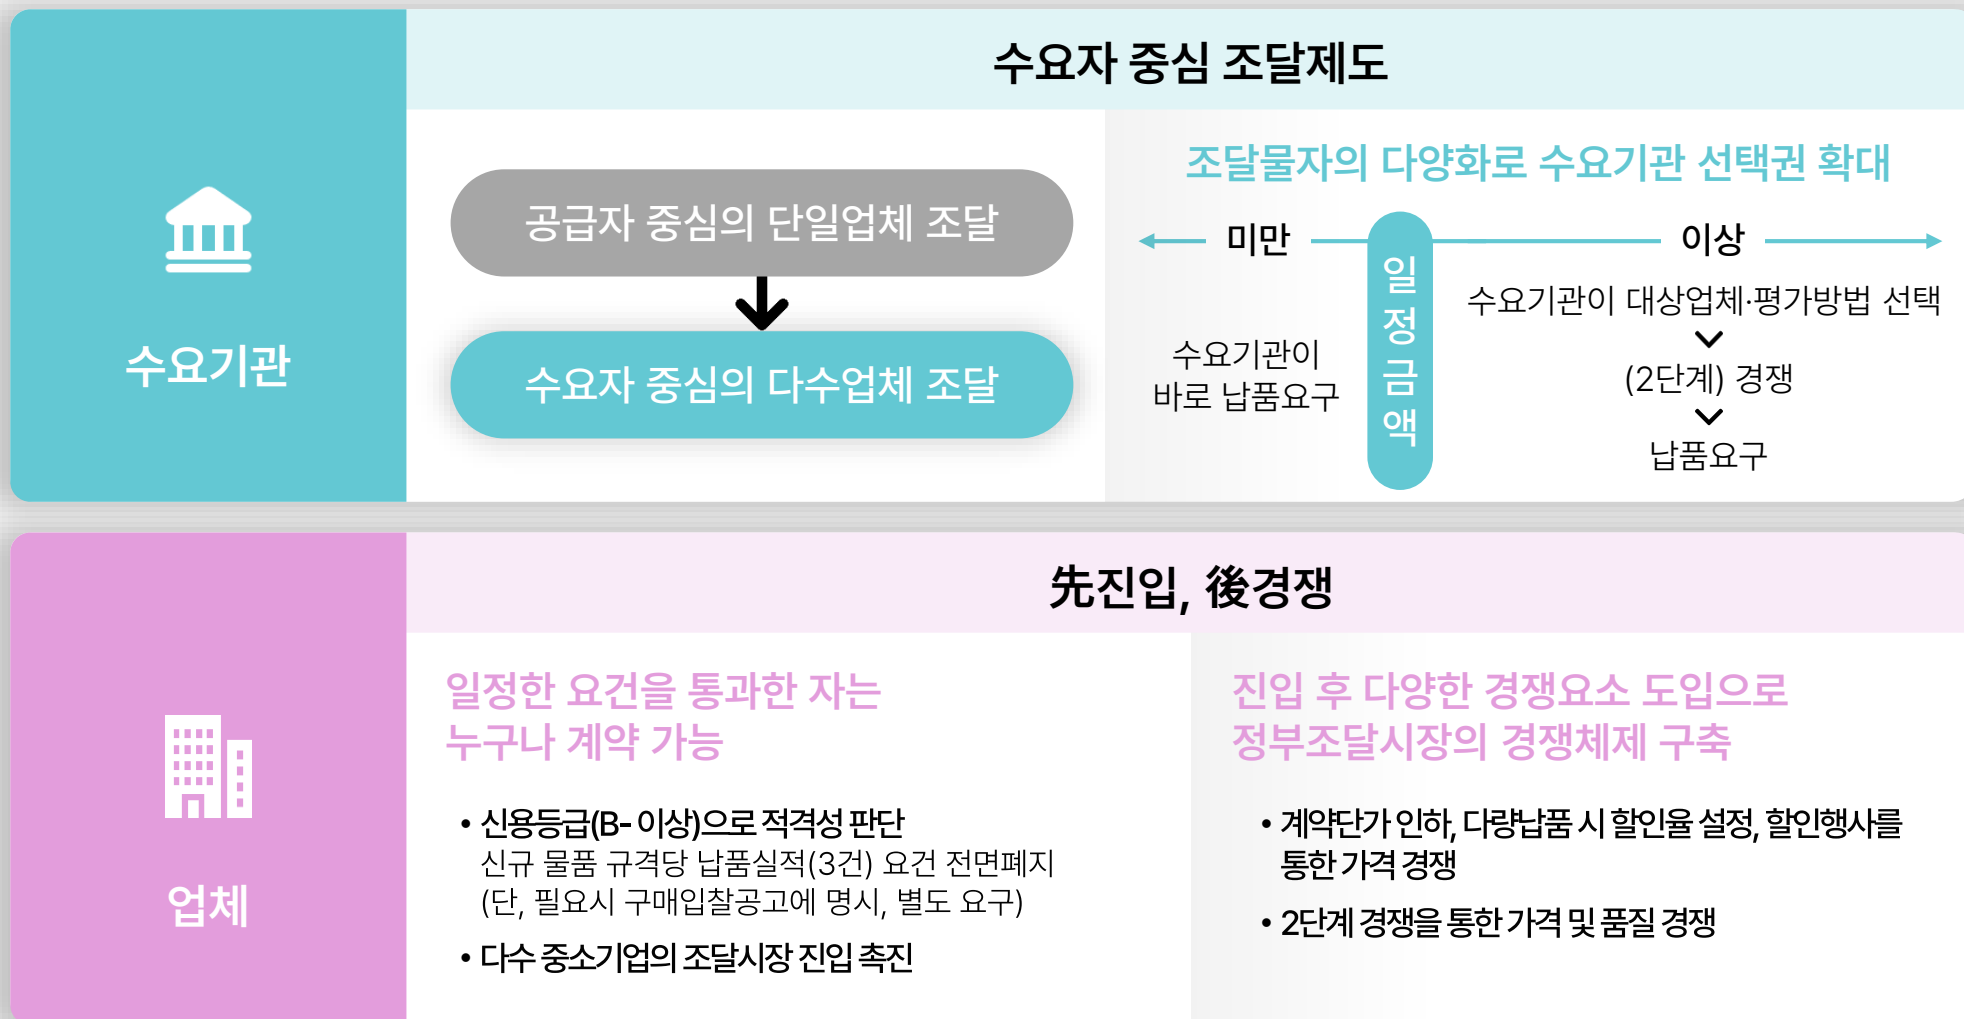 수요기관
수요자 중심 조달제도
공급자 중심의 단일업체 조달
수요자 중심의 다수업체 조달
조달물자의 다양화로 수요기관 선택권 확대
미만
일정금액
이상
수요기관이
바로 납품요구
수요기관이 대상업체·평가방법 선택
(2단계) 경쟁
납품요구
업체
先진입, 後경쟁
일정한 요건을 통과한 자는
누구나 계약 가능
• 신용등급(B- 이상)으로 적격성 판단
신규 물품 규격당 납품실적(3건) 요건 전면폐지
(단, 필요시 구매입찰공고에 명시, 별도 요구)
• 다수 중소기업의 조달시장 진입 촉진
진입 후 다양한 경쟁요소 도입으로
정부조달시장의 경쟁체제 구축
• 계약단가 인하, 다량납품 시 할인율 설정, 할인행사를
통한 가격 경쟁
• 2단계 경쟁을 통한 가격 및 품질 경쟁